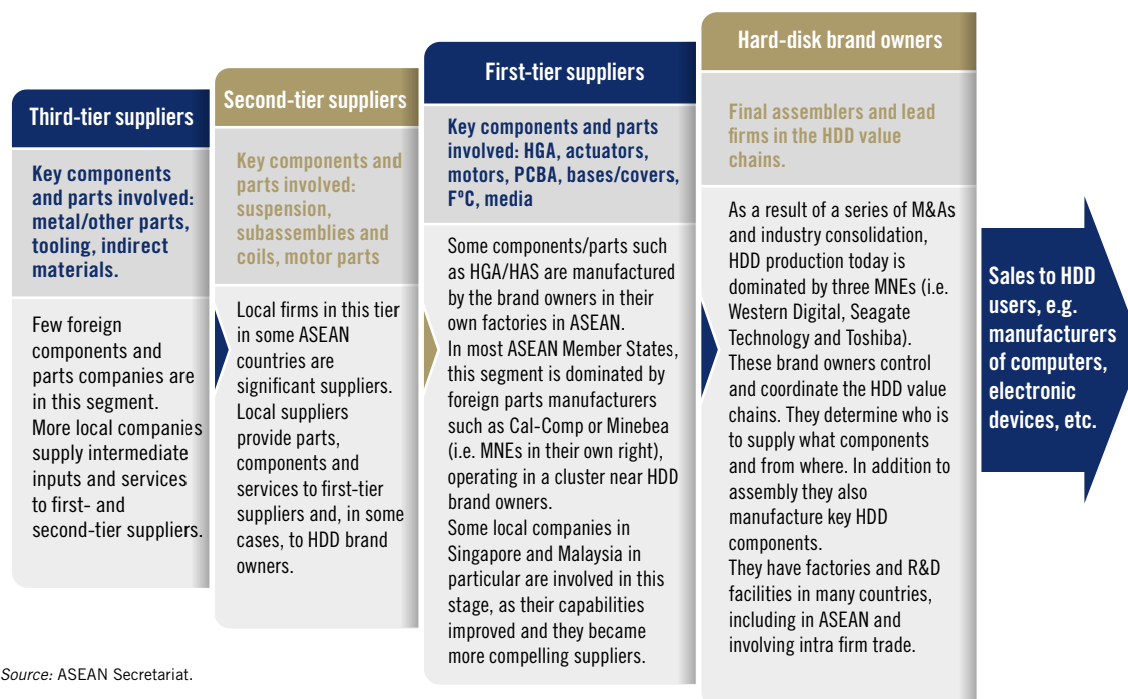 Third-tier suppliers
Key components
and parts involved:
metal/other parts,
tooling, indirect
materials.
Few foreign
components and
parts companies are
in this segment.
More local companies
supply intermediate
inputs and services
to first- and
second-tier suppliers.
Second-tier suppliers
Key components and
parts involved:
suspension,
subassemblies and
coils, motor parts
Local firms in this tier
in some ASEAN
countries are
significant suppliers.
Local suppliers
provide parts,
components and
services to first-tier
suppliers and, in some
cases, to HDD brand
owners.
First-tier suppliers
Key components and parts
involved: HGA, actuators,
motors, PCBA, bases/covers,
FºC, media
Some components/parts such
as HGA/HAS are manufactured
by the brand owners in their
own factories in ASEAN.
In most ASEAN Member States,
this segment is dominated by
foreign parts manufacturers
such as Cal-Comp or Minebea
(i.e. MNEs in their own right),
operating in a cluster near HDD
brand owners.
Some local companies in
Singapore and Malaysia in
particular are involved in this
stage, as their capabilities
improved and they became
more compelling suppliers.
Hard-disk brand owners
Final assemblers and lead
firms in the HDD value
chains.
As a result of a series of M&As
and industry consolidation,
HDD production today is
dominated by three MNEs (i.e.
Western Digital, Seagate
Technology and Toshiba).
These brand owners control
and coordinate the HDD value
chains. They determine who is
to supply what components
and from where. In addition to
assembly they also
manufacture key HDD
components.
They have factories and R&D
facilities in many countries,
including in ASEAN and
involving intra firm trade.
Sales to HDD
users, e.g.
manufacturers
of computers,
electronic
devices, etc.
Source: ASEAN Secretariat.